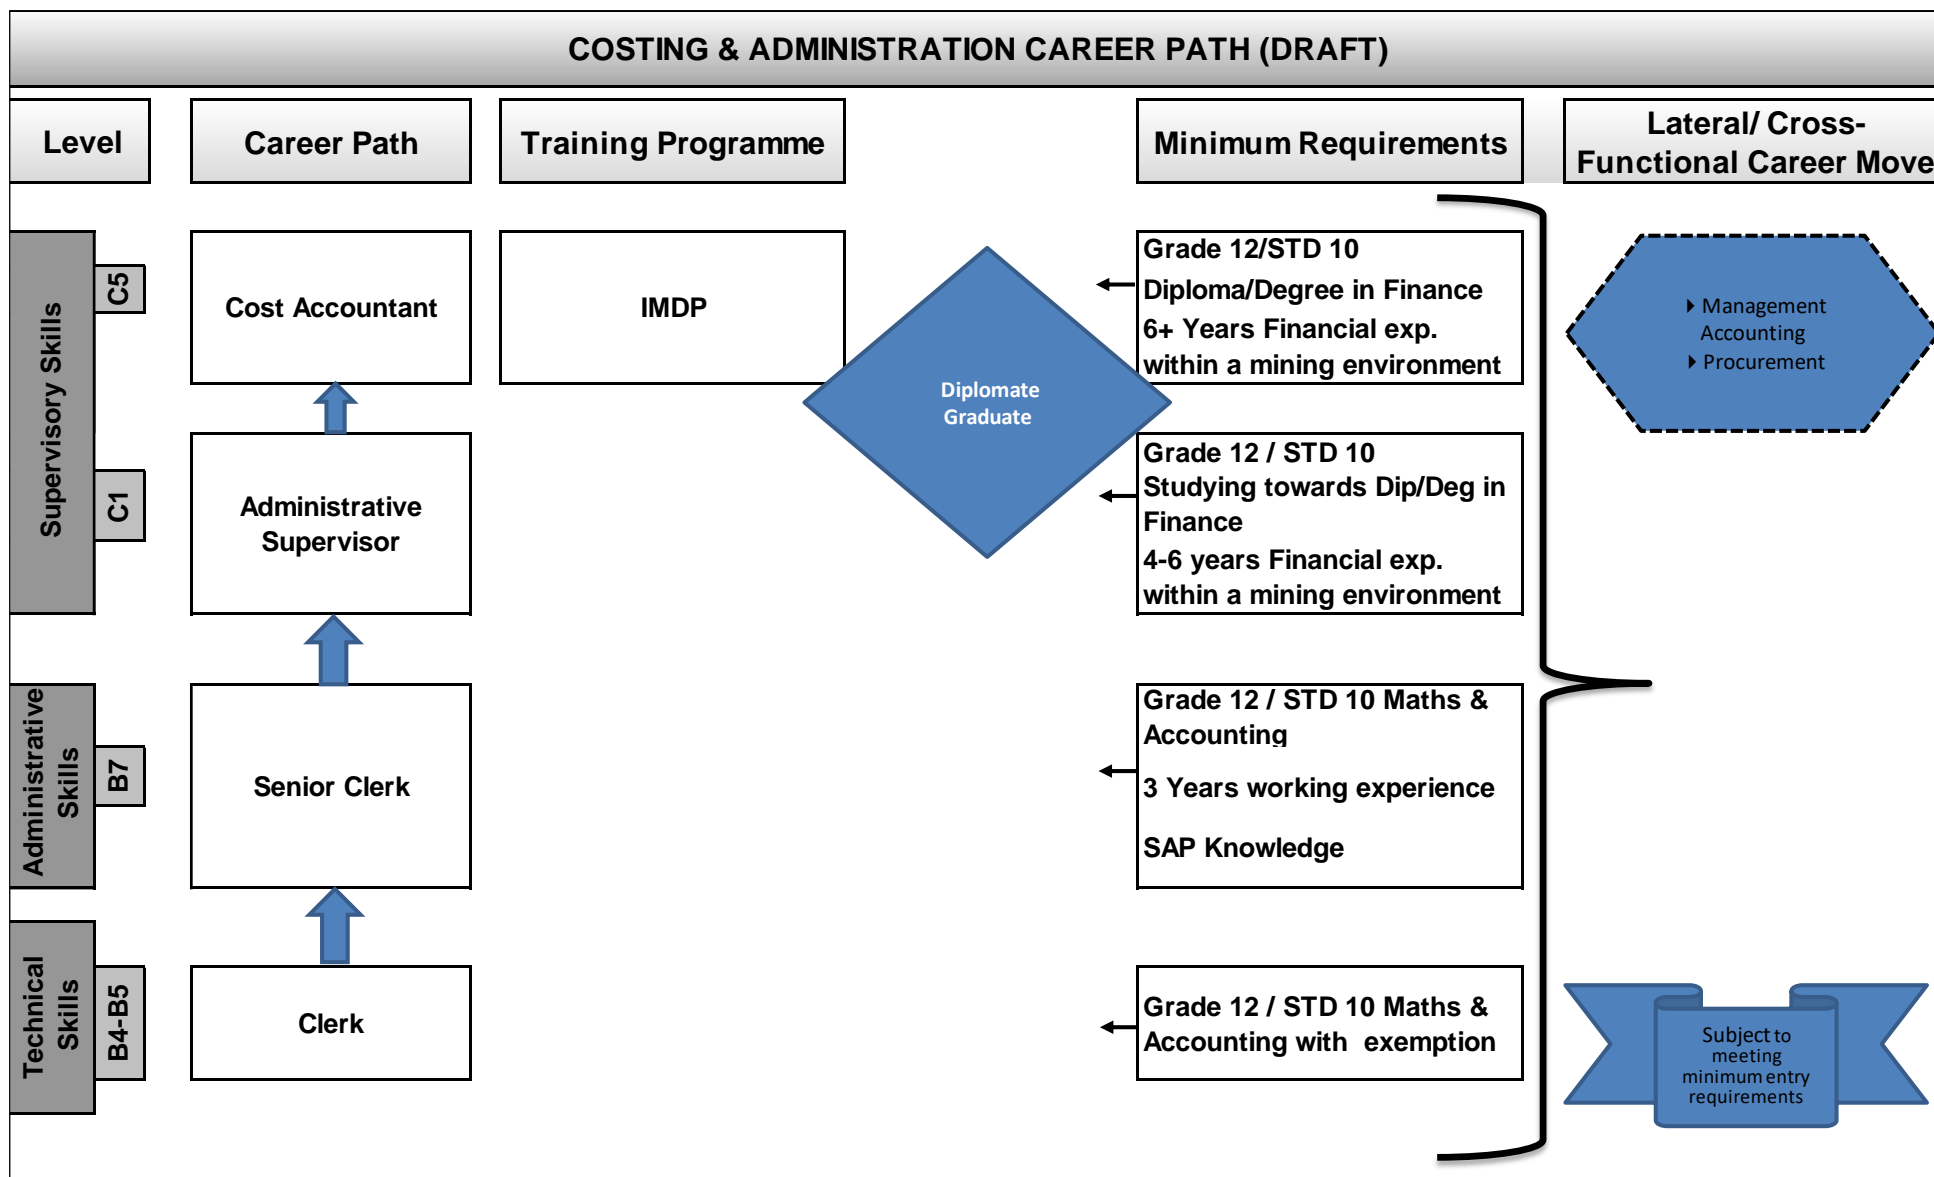 COSTING & ADMINISTRATION CAREER PATH (DRAFT)
Level
Career Path
Training Programme
Minimum Requirements
Lateral/ Cross-
Functional Career Move
Supervisory Skills
C5
Cost Accountant
IMDP
Diplomate
Graduate
Grade 12/STD 10
Diploma/Degree in Finance
6+ Years Financial exp.
within a mining environment
Management
Accounting
Procurement
C1
Administrative
Supervisor
Grade 12 / STD 10
Studying towards Dip/Deg in
Finance
4-6 years Financial exp.
within a mining environment
Administrative
Skills
B7
Senior Clerk
Grade 12 / STD 10 Maths &
Accounting
3 Years working experience
SAP Knowledge
Technical
Skills
B4-B5
Clerk
Grade 12 / STD 10 Maths &
Accounting with  exemption
Subject to
meeting
minimum entry
requirements